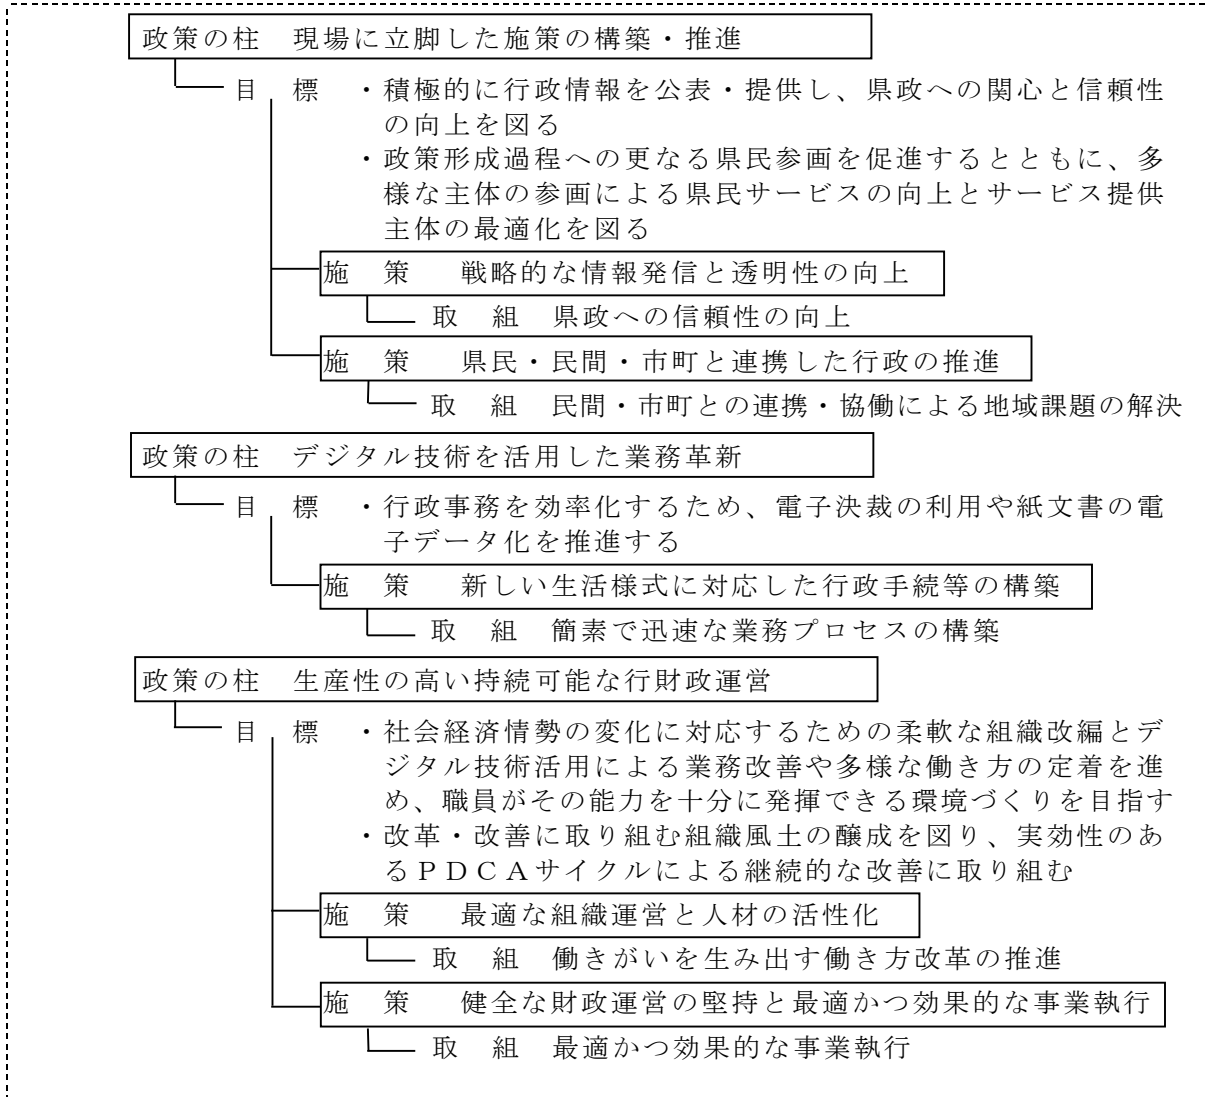 政策の柱　現場に立脚した施策の構築・推進
目　標　・積極的に行政情報を公表・提供し、県政への関心と信頼性
の向上を図る
・政策形成過程への更なる県民参画を促進するとともに、多
様な主体の参画による県民サービスの向上とサービス提供
主体の最適化を図る
施　策　戦略的な情報発信と透明性の向上
取　組　県政への信頼性の向上
施　策　県民・民間・市町と連携した行政の推進
取　組　民間・市町との連携・協働による地域課題の解決
政策の柱　デジタル技術を活用した業務革新
目　標　・行政事務を効率化するため、電子決裁の利用や紙文書の電
子データ化を推進する
施　策　新しい生活様式に対応した行政手続等の構築
取　組　簡素で迅速な業務プロセスの構築
政策の柱　生産性の高い持続可能な行財政運営
目　標　・社会経済情勢の変化に対応するための柔軟な組織改編とデ
ジタル技術活用による業務改善や多様な働き方の定着を進
め、職員がその能力を十分に発揮できる環境づくりを目指す
・改革・改善に取り組む組織風土の醸成を図り、実効性のあ
るＰＤＣＡサイクルによる継続的な改善に取り組む
施　策　最適な組織運営と人材の活性化
取　組　働きがいを生み出す働き方改革の推進
施　策　健全な財政運営の堅持と最適かつ効果的な事業執行
取　組　最適かつ効果的な事業執行